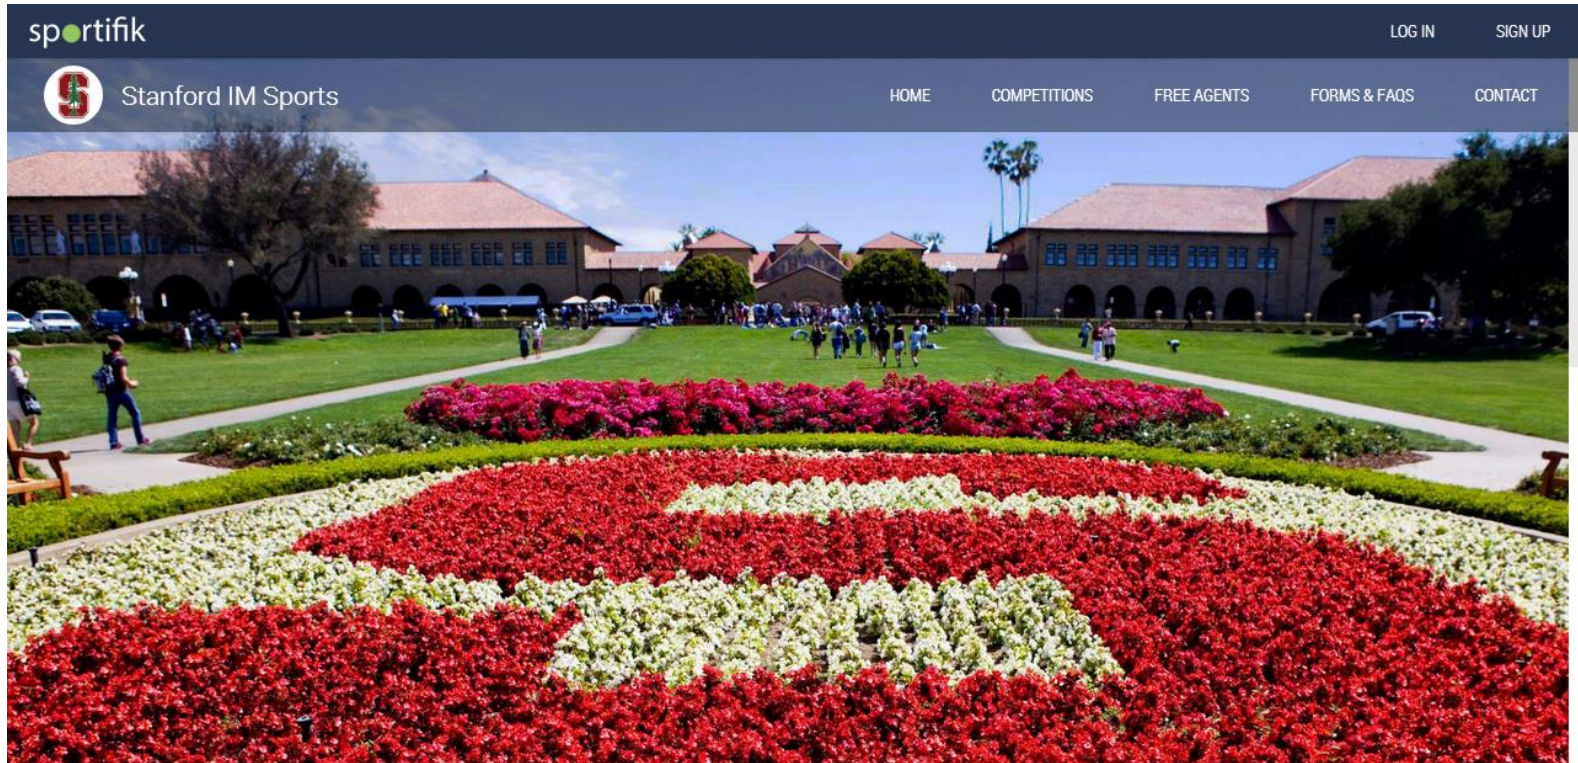 sportifik
LOG IN
SIGN UP
Stanford IM Sports
HOME
COMPETITIONS
FREE AGENTS
FORMS & FAQS
CONTACT